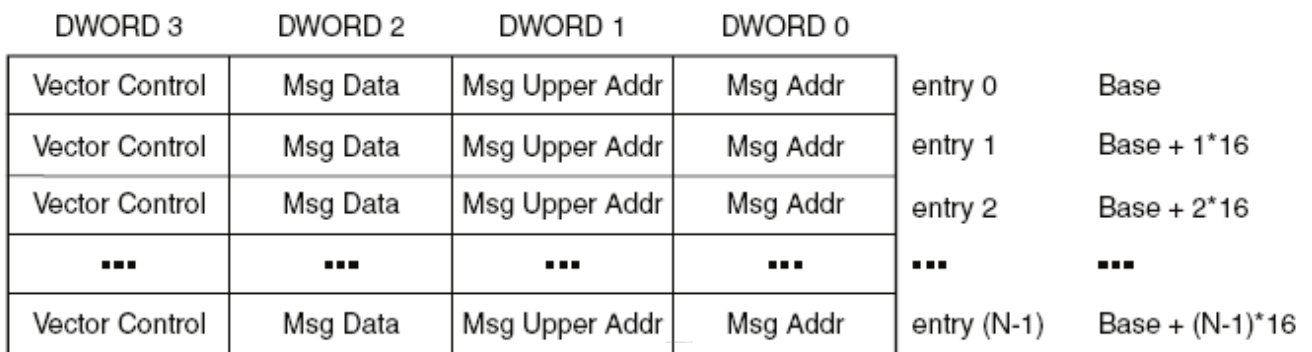 DWORD 3 DWORD 2 DWORD 1 DWORD 0
Vector Control Msg Data Msg Upper Addr Msg Addr entry 0 Base
Vector Control Msg Data Msg Upper Addr Msg Addr entry 1 Base + 1*16
Vector Control Msg Data Msg Upper Addr Msg Addr entry 2 Base + 2*16
... ... ... ... ... ...
Vector Control Msg Data Msg Upper Addr Msg Addr entry (N-1) Base + (N-1)*16